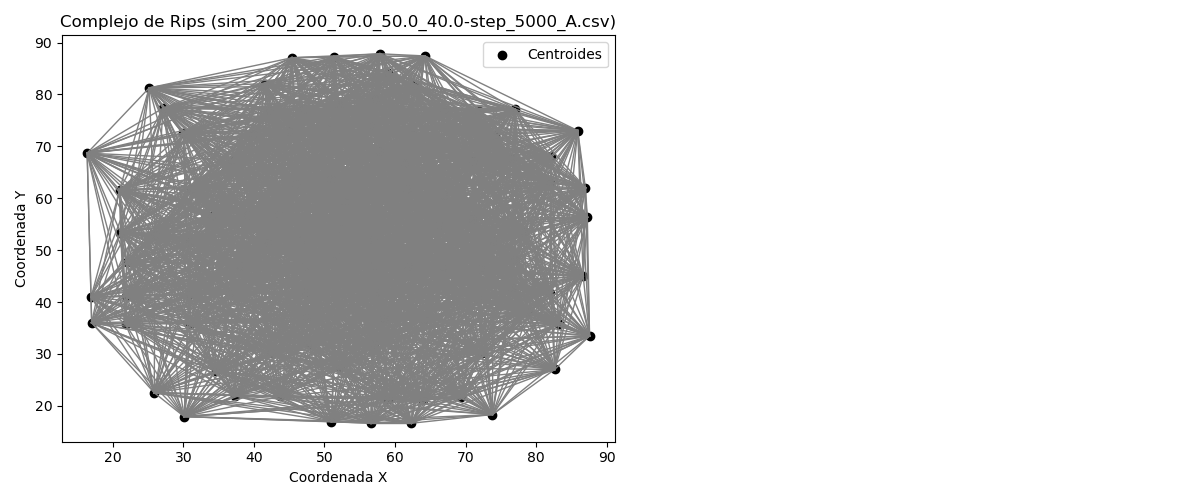 Complejo de Rips (sim_200_200_70.0_50.0_40.0-step_5000_A.csv)
Centroides
90
80
70
60
50
40
30
20
Coordenada Y
20 30 40 50 60 70 80 90
Coordenada X